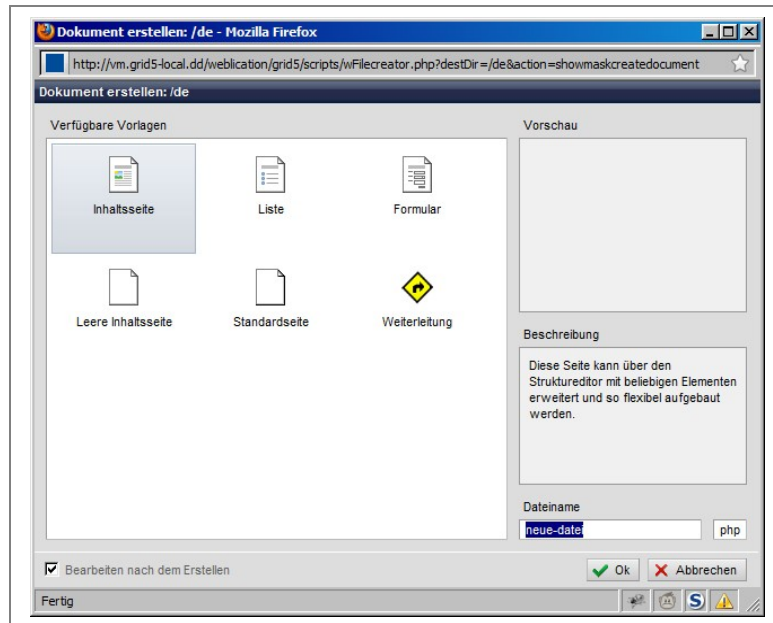 Dokument erstellen: /de - Mozilla Firefox
http://vm.grid5-local.dd/weblication/grid5/scripts/wFilecreator.php?destDir=/de&action=showmaskcreatedocument
Dokument erstellen: /de
Verfügbare Vorlagen
Inhaltsseite
Liste
Formular
Leere Inhaltsseite
Standardseite
Weiterleitung
Vorschau
Beschreibung
Diese Seite kann über den
Struktureditor mit beliebigen Elementen
erweitert und so flexibel aufgebaut
werden.
Dateiname
neue-datei
php
Bearbeiten nach dem Erstellen
Ok
Abbrechen
Fertig
S